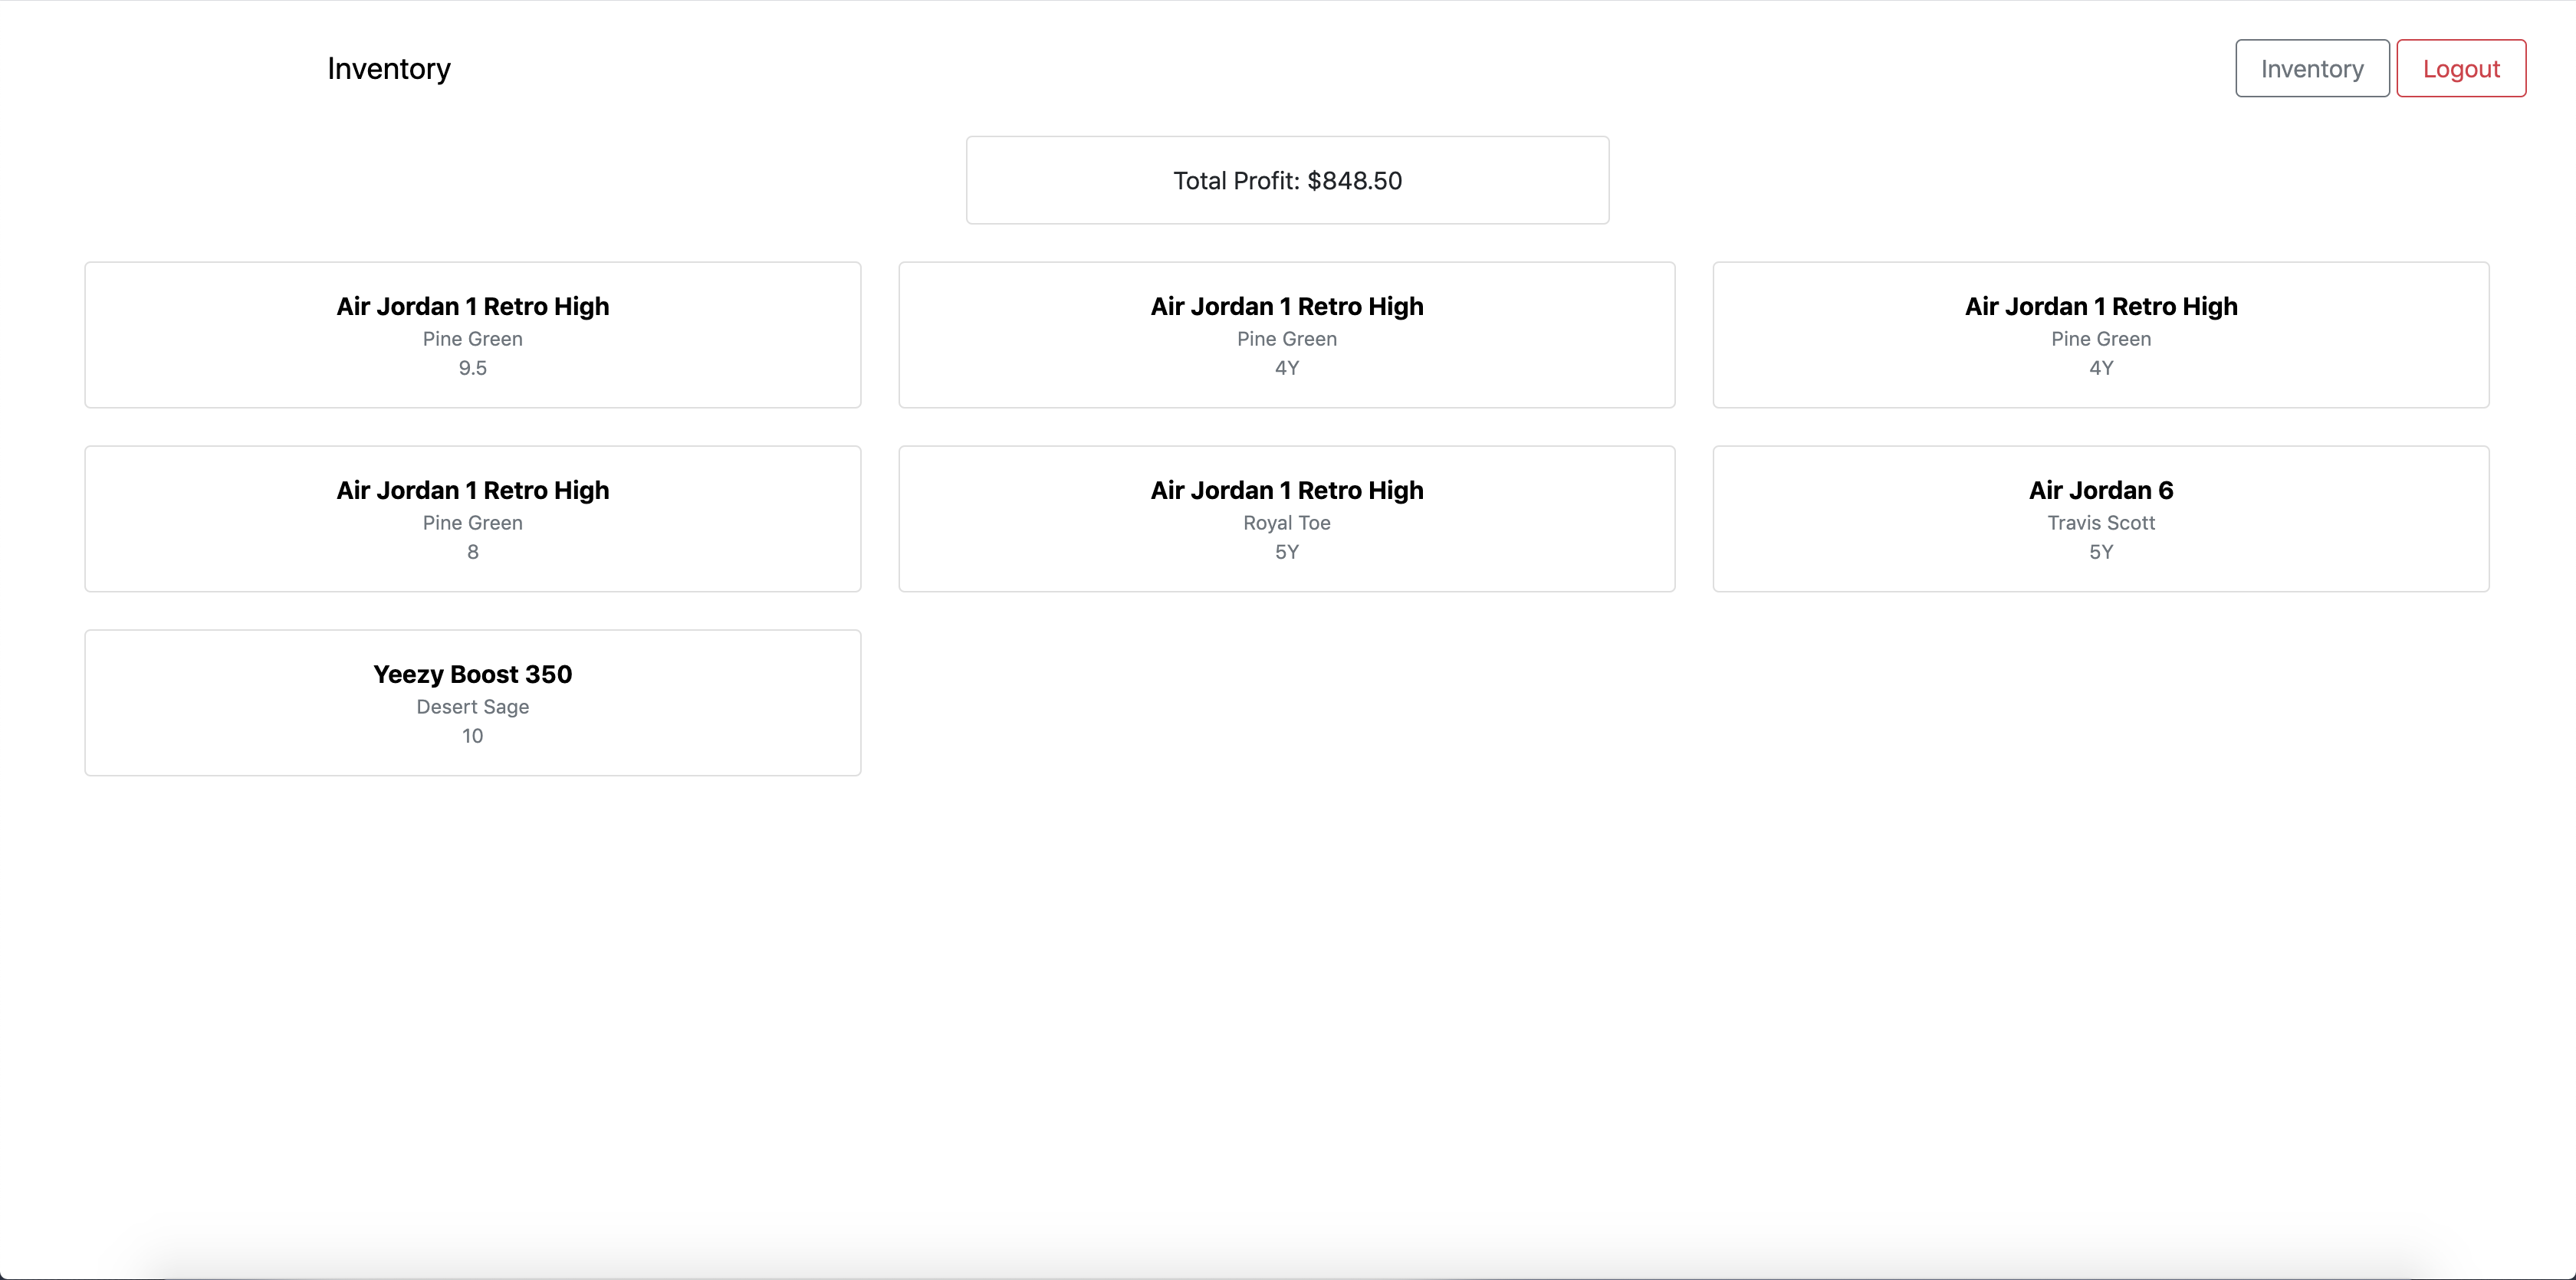 Inventory
Inventory
Logout
Total Profit: $848.50
Air Jordan 1 Retro High
Pine Green
9.5
Air Jordan 1 Retro High
Pine Green
4Y
Air Jordan 1 Retro High
Pine Green
4Y
Air Jordan 1 Retro High
Pine Green
8
Air Jordan 1 Retro High
Royal Toe
5Y
Air Jordan 6
Travis Scott
5Y
Yeezy Boost 350
Desert Sage
10